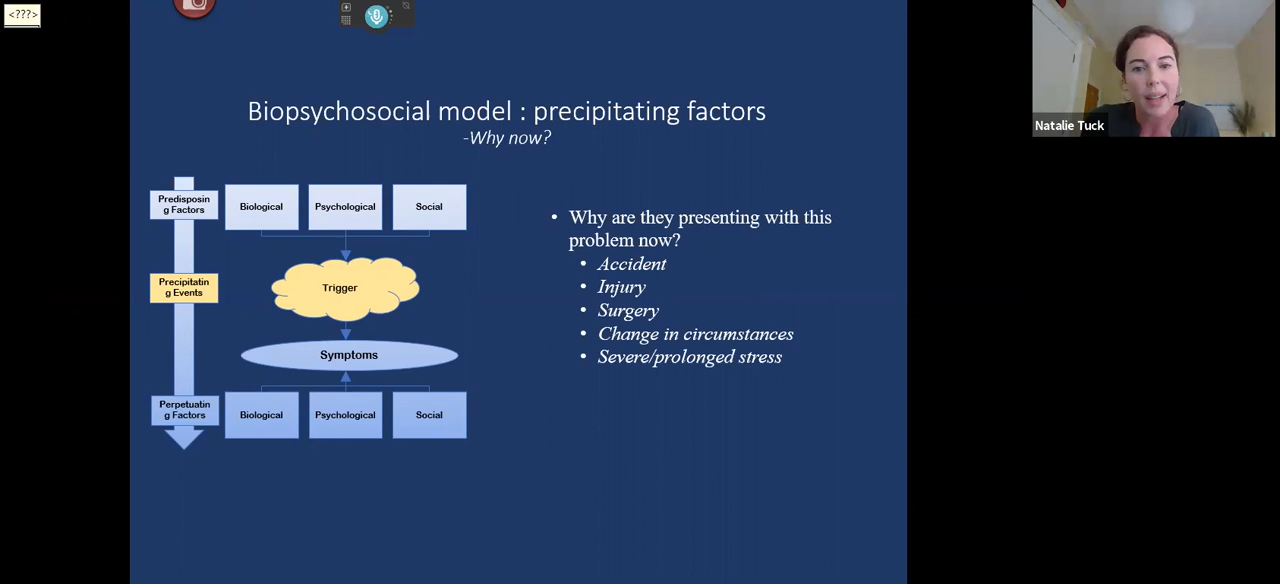 <???>
Natalie Tuck
Biopsychosocial model : precipitating factors
-Why now?
Predisposin
g Factors
Biological
Psychological
Social
Precipitatin
g Events
Trigger
Symptoms
Perpetuatin
g Factors
Biological
Psychological
Social
• Why are they presenting with this
problem now?
• Accident
• Injury
• Surgery
• Change in circumstances
• Severe/prolonged stress